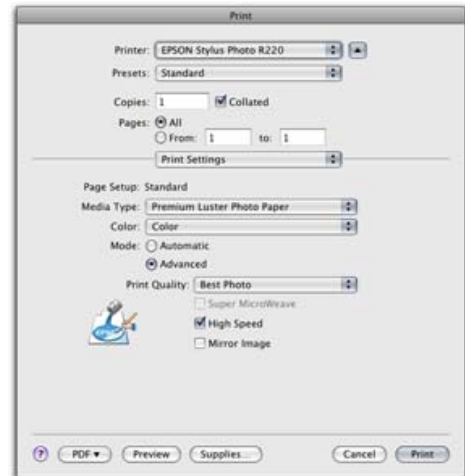 Print
Printer: EPSON Stylus Photo R220
Presets: Standard
Copies: 1 Collated
Pages: All
From: 1 to: 1
Print Settings
Page Setup: Standard
Media Type: Premium Luster Photo Paper
Color: Color
Mode: Automatic
Advanced
Print Quality: Best Photo
Super MicroWeave
High Speed
Mirror Image
EPSON
? PDF Preview Supplies... Cancel Print